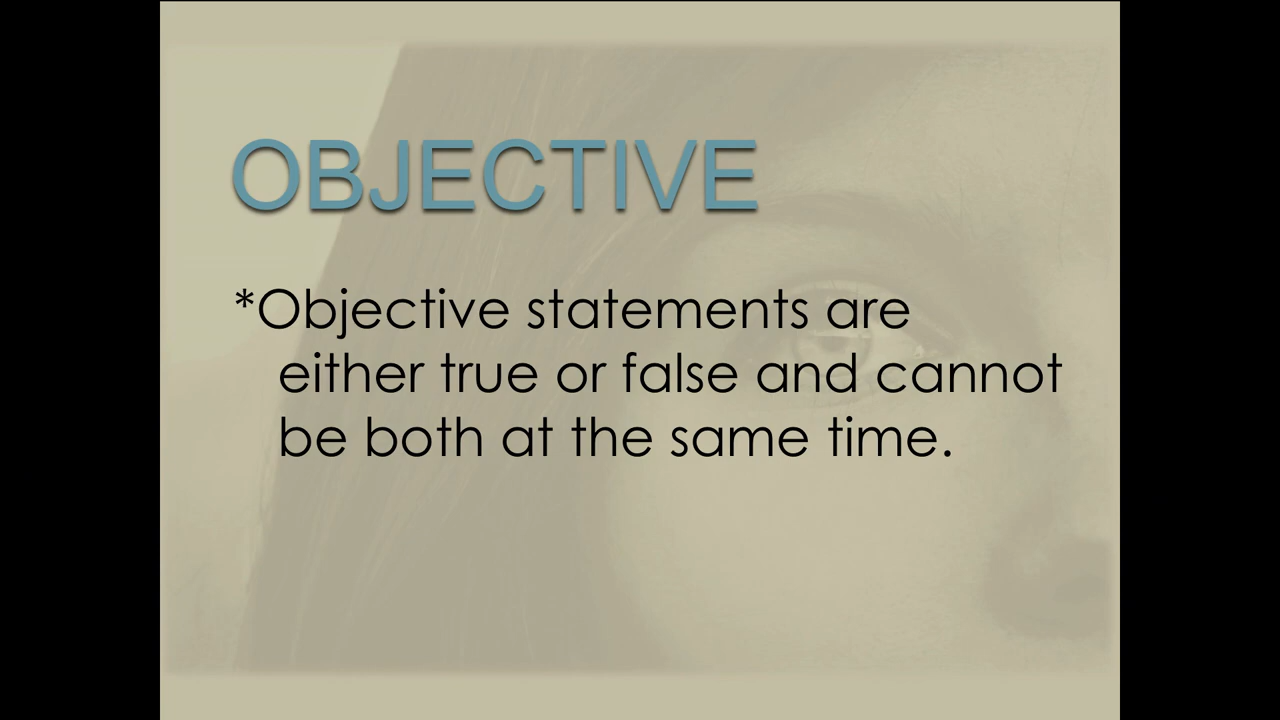 OBJECTIVE
*Objective statements are
either true or false and cannot
be both at the same time.